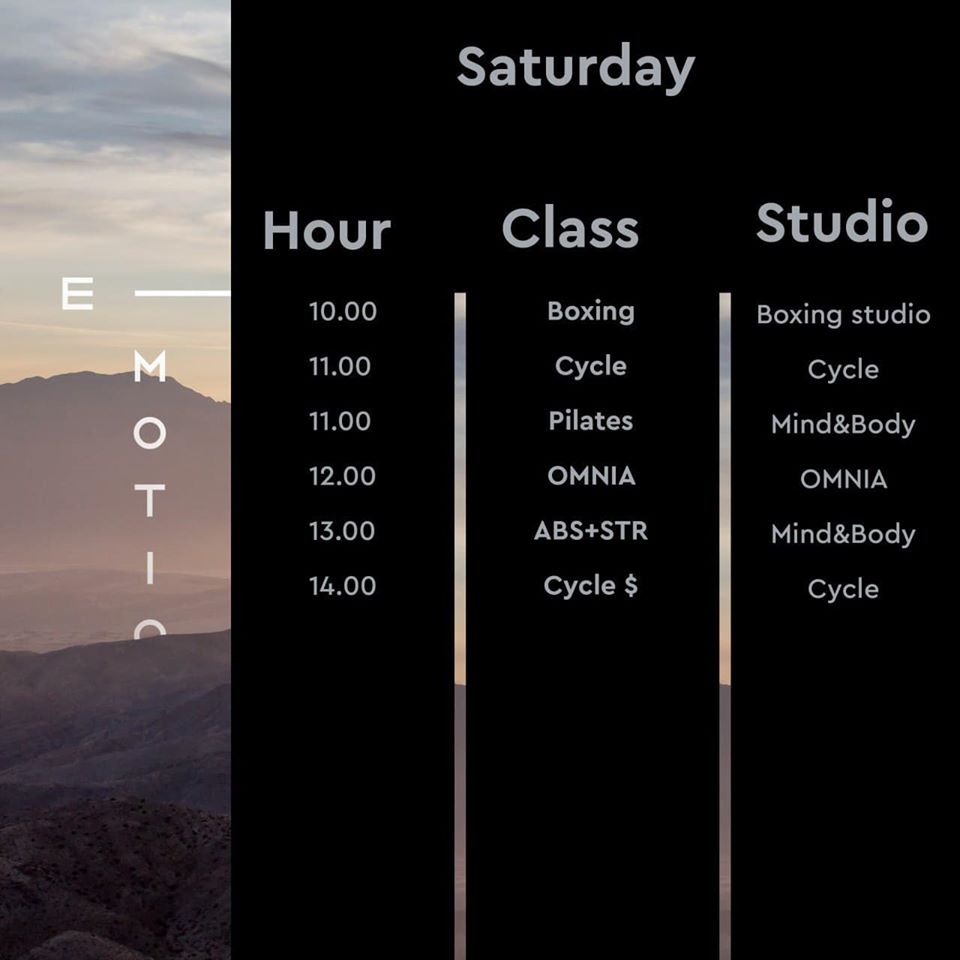 Saturday
Hour Class Studio
10.00 Boxing Boxing studio
11.00 Cycle Cycle
11.00 Pilates Mind&Body
12.00 OMNIA OMNIA
13.00 ABS+STR Mind&Body
14.00 Cycle $ Cycle
E —
M
O
T
I
O